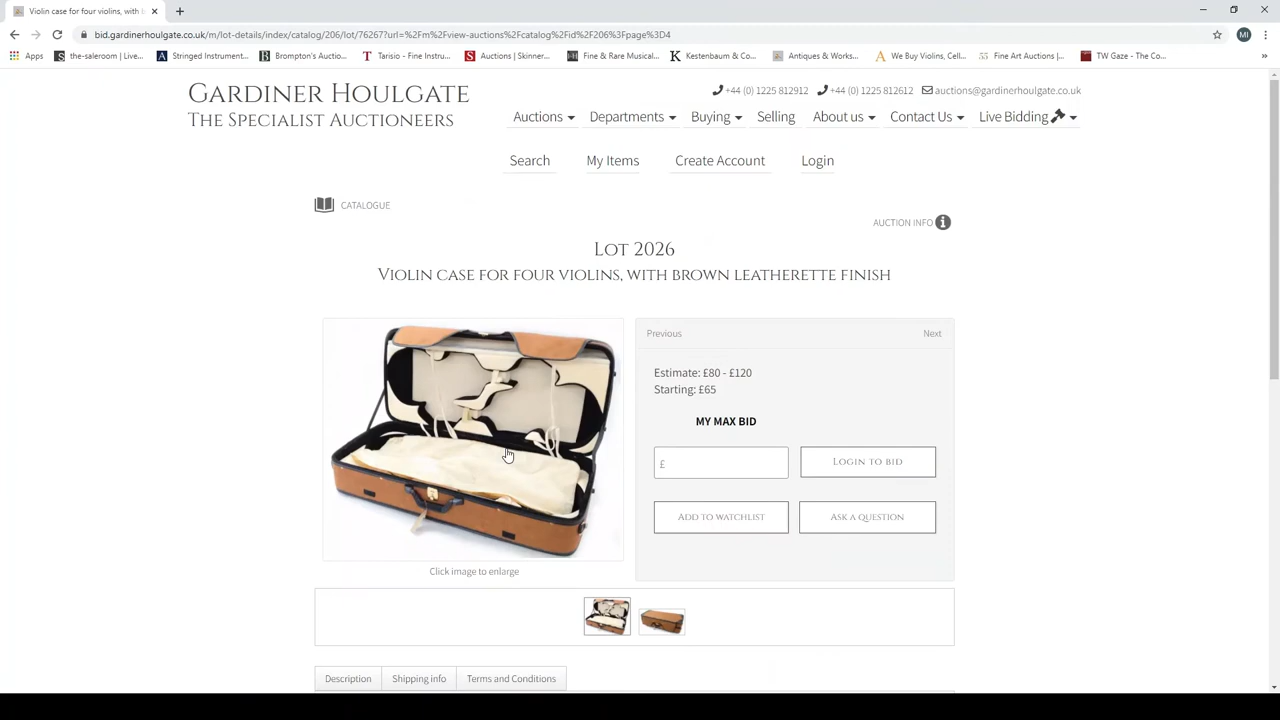 Violin case for four violins, with B
bid.gardinerhoulgate.co.uk/m/lot-details/index/catalog/206/lot/76267?url=%2Fm%2Fview-auctions%2Fcatalog%2Fid%2F206%3Fpage%3D4
MI
Apps
the-saleroom | Live...
Stringed Instrument...
Brompton's Auctio...
Tarisio – Fine Instru...
Auctions | Skinner...
Fine & Rare Musical...
Kestenbaum & Co...
Antiques & Works...
We Buy Violins, Cell...
Fine Art Auctions |...
TW Gaze - The Co...
»
Gardiner Houlgate
The Specialist Auctioneers
+44 (0) 1225 812912
+44 (0) 1225 812612
auctions@gardinerhoulgate.co.uk
Auctions
Departments
Buying
Selling
About us
Contact Us
Live Bidding
Search
My Items
Create Account
Login
CATALOGUE
AUCTION INFO
Lot 2026
Violin case for four violins, with brown leatherette finish
Previous
Next
Estimate: £80 - £120
Starting: £65
MY MAX BID
£
Login to bid
Add to watchlist
Ask a question
Click image to enlarge
Description
Shipping info
Terms and Conditions